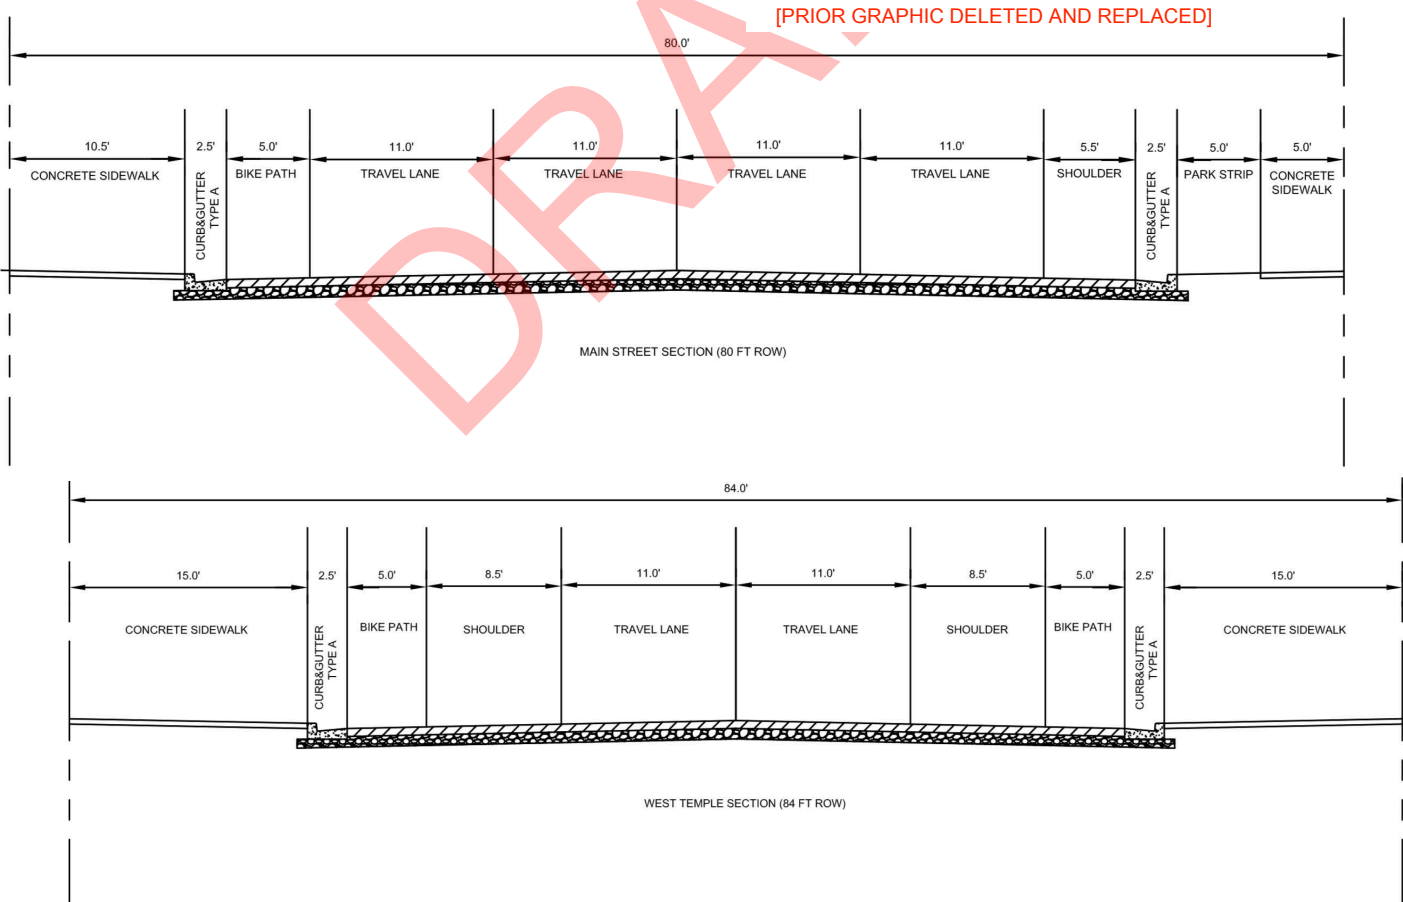 [PRIOR GRAPHIC DELETED AND REPLACED]
80.0'
10.5' 2.5' 5.0' 11.0' 11.0' 11.0' 11.0' 5.5' 2.5' 5.0' 5.0'
CONCRETE SIDEWALK
CURB&GUTTER
TYPE A
BIKE PATH
TRAVEL LANE
TRAVEL LANE
TRAVEL LANE
TRAVEL LANE
SHOULDER
CURB&GUTTER
TYPE A
PARK STRIP
CONCRETE
SIDEWALK
MAIN STREET SECTION (80 FT ROW)
84.0'
15.0' 2.5' 5.0' 8.5' 11.0' 11.0' 8.5' 5.0' 2.5' 15.0'
CONCRETE SIDEWALK
CURB&GUTTER
TYPE A
BIKE PATH
SHOULDER
TRAVEL LANE
TRAVEL LANE
SHOULDER
BIKE PATH
CURB&GUTTER
TYPE A
CONCRETE SIDEWALK
WEST TEMPLE SECTION (84 FT ROW)
DRA